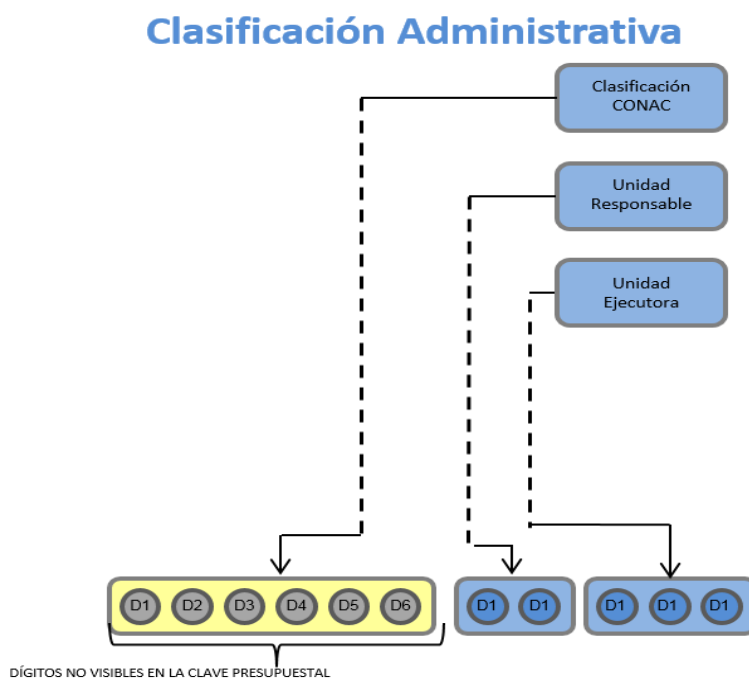 Clasificación Administrativa
Clasificación
CONAC
Unidad
Responsable
Unidad
Ejecutora
D1 D2 D3 D4 D5 D6 D1 D1 D1 D1 D1
DÍGITOS NO VISIBLES EN LA CLAVE PRESUPUESTAL